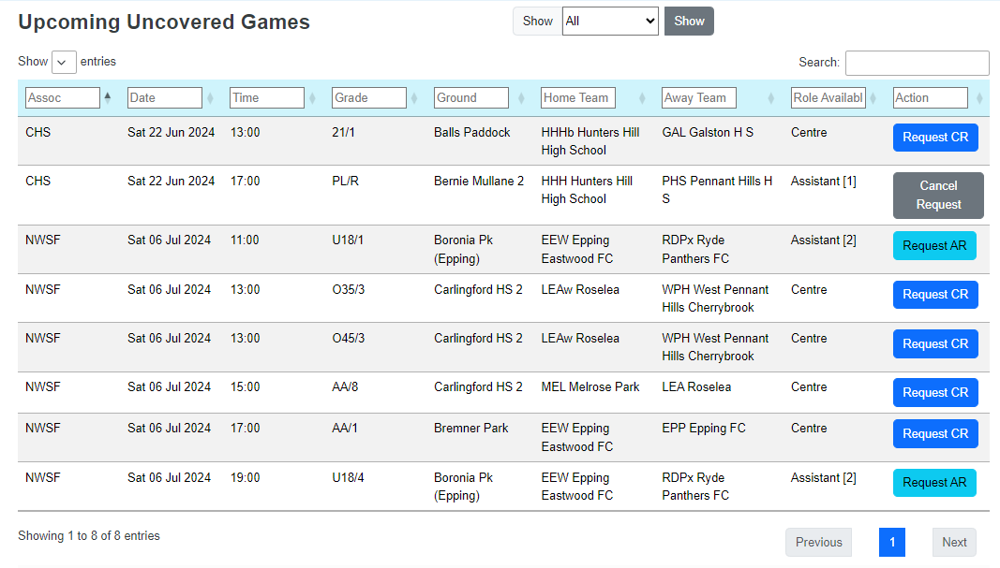 Upcoming Uncovered Games
Show All Show
Show entries
Search:
Assoc Date Time Grade Ground Home Team Away Team Role Availabl Action
CHS Sat 22 Jun 2024 13:00 21/1 Balls Paddock HHHb Hunters Hill GAL Galston H S Centre Request CR
High School
CHS Sat 22 Jun 2024 17:00 PL/R Bernie Mullane 2 HHH Hunters Hill PHS Pennant Hills H Assistant [1] Cancel
High School S Request
NWSF Sat 06 Jul 2024 11:00 U18/1 Boronia Pk EEW Epping RDPx Ryde Assistant [2] Request AR
(Epping) Eastwood FC Panthers FC
NWSF Sat 06 Jul 2024 13:00 O35/3 Carlingford HS 2 LEAw Roselea WPH West Pennant Centre Request CR
Hills Cherrybrook
NWSF Sat 06 Jul 2024 13:00 O45/3 Carlingford HS 2 LEAw Roselea WPH West Pennant Centre Request CR
Hills Cherrybrook
NWSF Sat 06 Jul 2024 15:00 AA/8 Carlingford HS 2 MEL Melrose Park LEA Roselea Centre Request CR
NWSF Sat 06 Jul 2024 17:00 AA/1 Bremner Park EEW Epping EPP Epping FC Centre Request CR
Eastwood FC
NWSF Sat 06 Jul 2024 19:00 U18/4 Boronia Pk EEW Epping RDPx Ryde Assistant [2] Request AR
(Epping) Eastwood FC Panthers FC
Showing 1 to 8 of 8 entries
Previous 1 Next